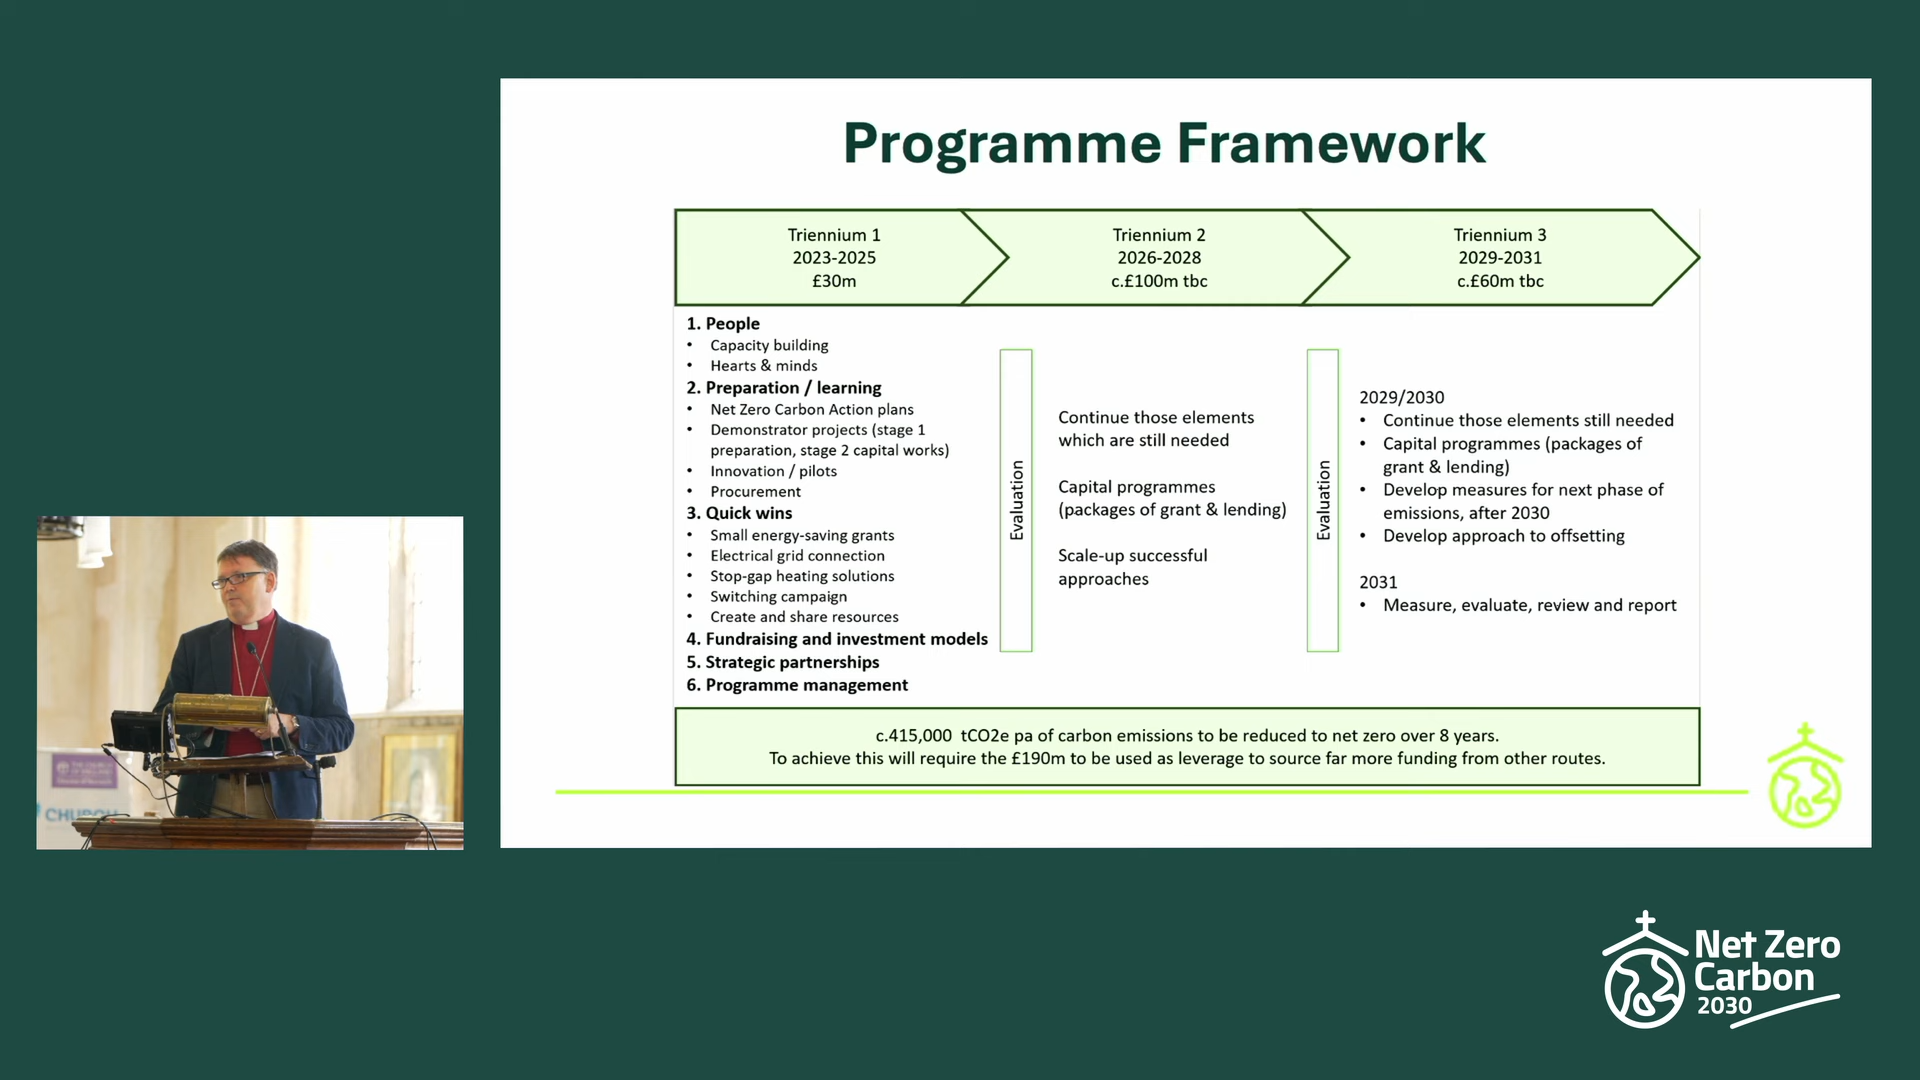 Programme Framework
Triennium 1
2023-2025
£30m
Triennium 2
2026-2028
c.£100m tbc
Triennium 3
2029-2031
c.£60m tbc
1. People
• Capacity building
• Hearts & minds
2. Preparation / learning
• Net Zero Carbon Action plans
• Demonstrator projects (stage 1
preparation, stage 2 capital works)
• Innovation / pilots
• Procurement
3. Quick wins
• Small energy-saving grants
• Electrical grid connection
• Stop-gap heating solutions
• Switching campaign
• Create and share resources
4. Fundraising and investment models
5. Strategic partnerships
6. Programme management
Evaluation
Continue those elements
which are still needed
Capital programmes
(packages of grant & lending)
Scale-up successful
approaches
Evaluation
2029/2030
• Continue those elements still needed
• Capital programmes (packages of
grant & lending)
• Develop measures for next phase of
emissions, after 2030
• Develop approach to offsetting
2031
• Measure, evaluate, review and report
c.415,000 tCO2e pa of carbon emissions to be reduced to net zero over 8 years.
To achieve this will require the £190m to be used as leverage to source far more funding from other routes.
THE CHURCH
OF ENGLAND
CHURCH
Net Zero
Carbon
2030